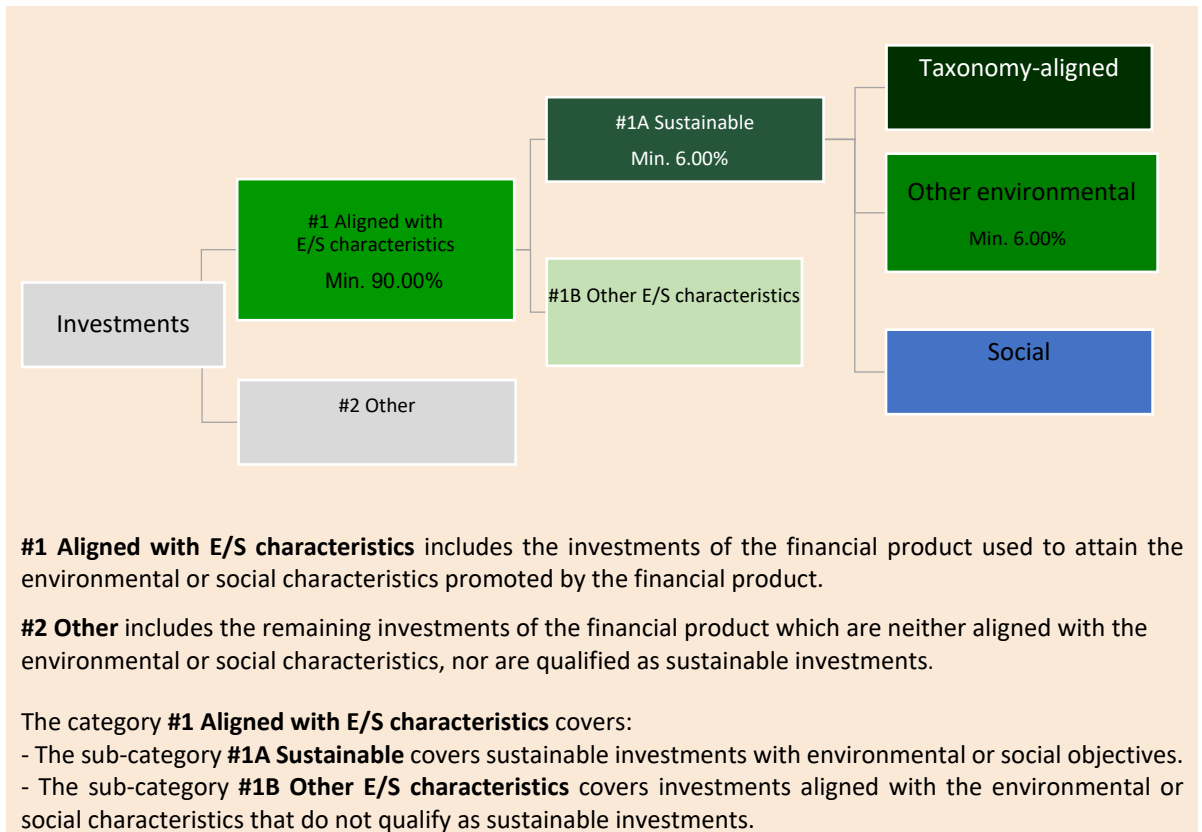 Taxonomy-aligned
#1A Sustainable
Min. 6.00%
Other environmental
Min. 6.00%
#1 Aligned with
E/S characteristics
Min. 90.00%
#1B Other E/S characteristics
Investments
Social
#2 Other
#1 Aligned with E/S characteristics includes the investments of the financial product used to attain the
environmental or social characteristics promoted by the financial product.
#2 Other includes the remaining investments of the financial product which are neither aligned with the
environmental or social characteristics, nor are qualified as sustainable investments.
The category #1 Aligned with E/S characteristics covers:
- The sub-category #1A Sustainable covers sustainable investments with environmental or social objectives.
- The sub-category #1B Other E/S characteristics covers investments aligned with the environmental or
social characteristics that do not qualify as sustainable investments.